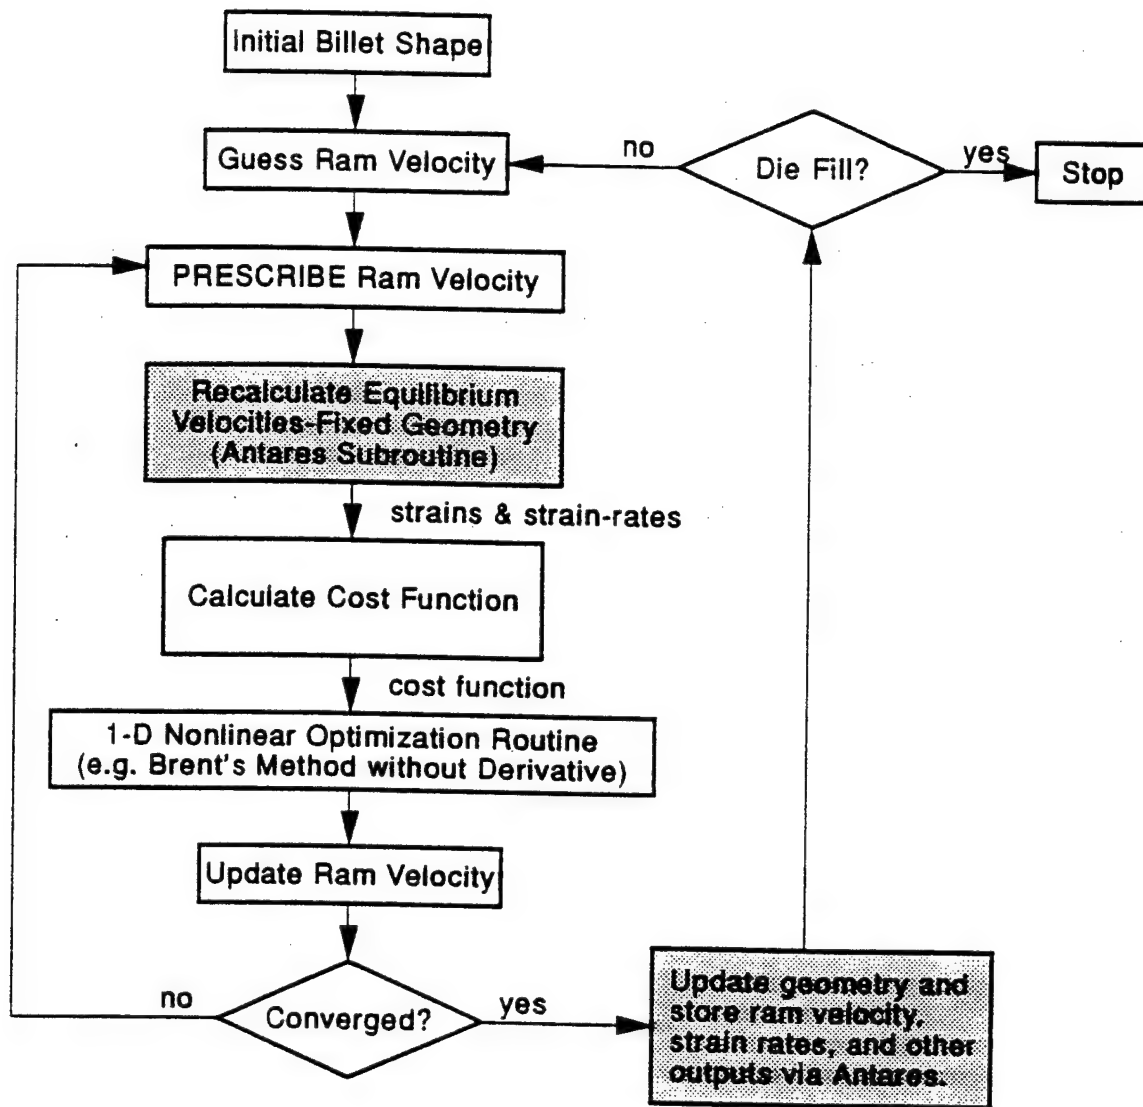 Initial Billet Shape
Guess Ram Velocity
no
Die Fill?
yes
Stop
PRESCRIBE Ram Velocity
Recalculate Equilibrium
Velocities-Fixed Geometry
(Antares Subroutine)
strains & strain-rates
Calculate Cost Function
cost function
1-D Nonlinear Optimization Routine
(e.g. Brent's Method without Derivative)
Update Ram Velocity
no
Converged?
yes
Update geometry and
store ram velocity,
strain rates, and other
outputs via Antares.